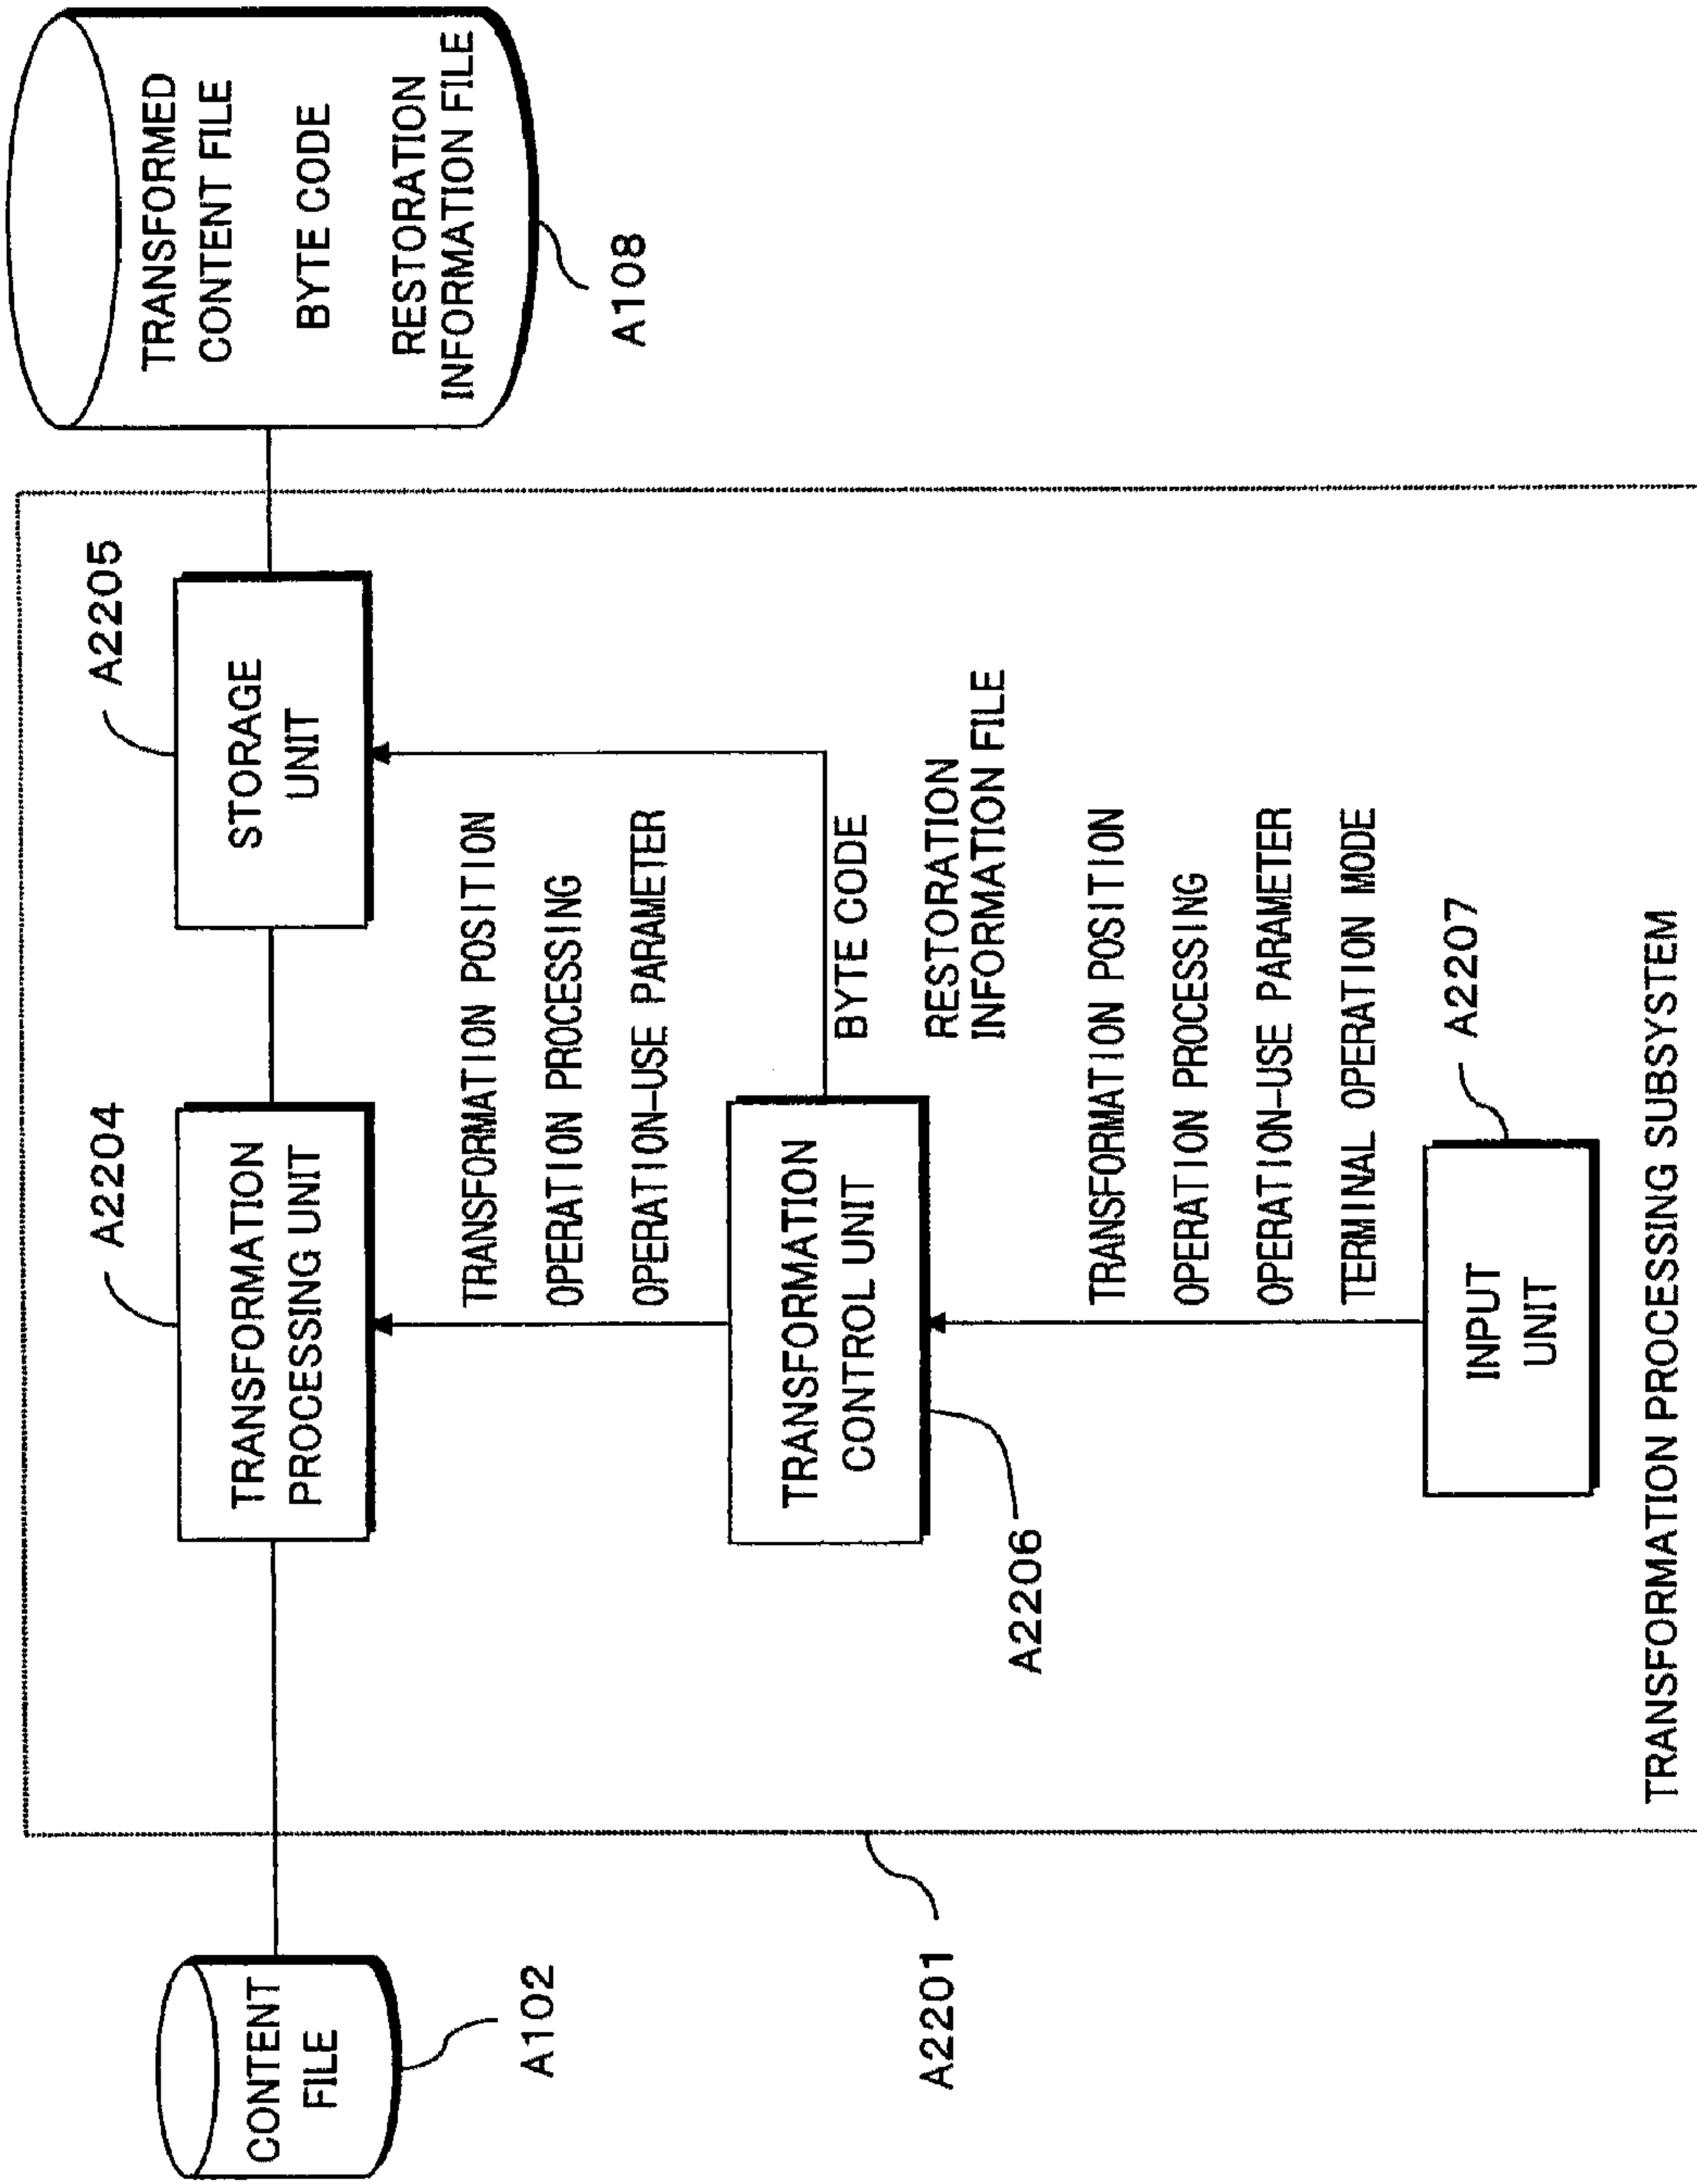 TRANSFORMED
CONTENT FILE
BYTE CODE
RESTORATION
INFORMATION FILE
A108
A2205
STORAGE
UNIT
A2204
TRANSFORMATION
PROCESSING UNIT
CONTENT
FILE
A102
TRANSFORMATION POSITION
OPERATION PROCESSING
OPERATION-USE PARAMETER
BYTE CODE
RESTORATION
INFORMATION FILE
TRANSFORMATION
CONTROL UNIT
A2206
TRANSFORMATION POSITION
OPERATION PROCESSING
OPERATION-USE PARAMETER
TERMINAL OPERATION MODE
A2207
INPUT
UNIT
A2201
TRANSFORMATION PROCESSING SUBSYSTEM